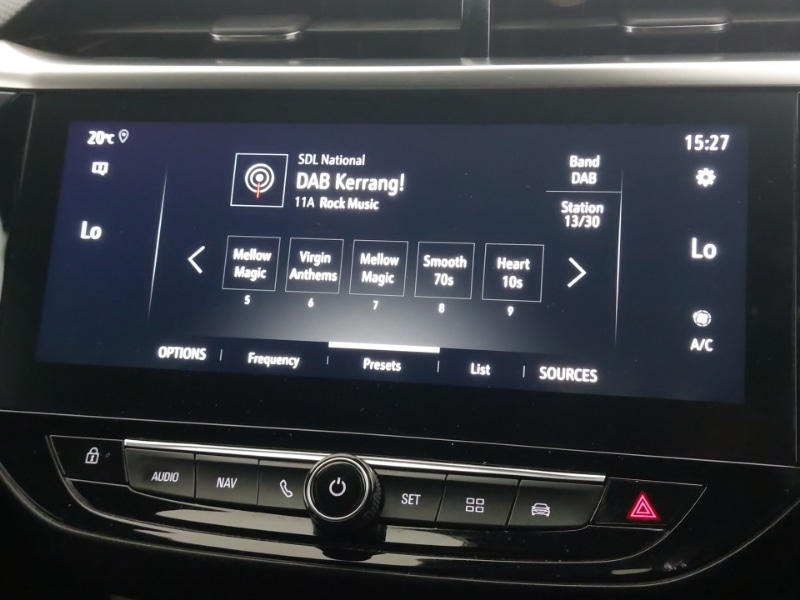 20°C
15:27
SDL National
DAB Kerrang!
11A Rock Music
Band
DAB
Station
13/30
Lo
Lo
Mellow
Magic
5
Virgin
Anthems
6
Mellow
Magic
7
Smooth
70s
8
Heart
10s
9
A/C
OPTIONS
Frequency
Presets
List
SOURCES
AUDIO
NAV
SET